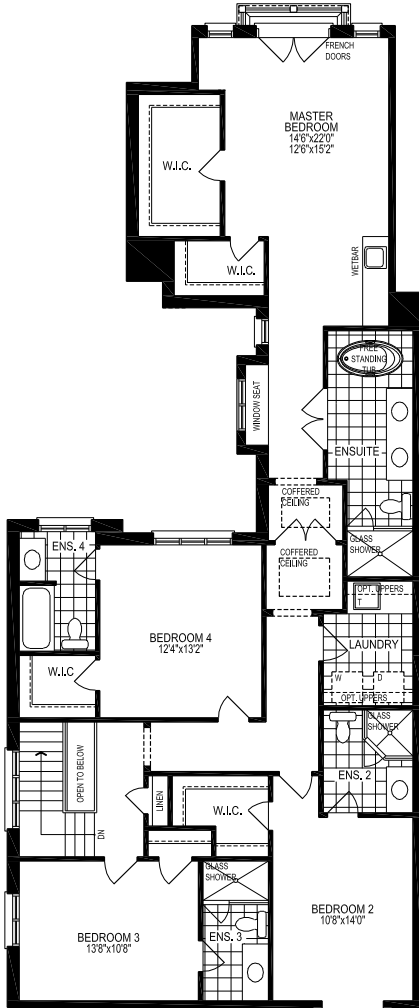 FRENCH
DOORS
MASTER
BEDROOM
14'6"x22'0"
12'6"x15'2"
W.I.C.
W.I.C.
WETBAR
FREE
STANDING
TUB
WINDOW SEAT
ENSUITE
COFFERED
CEILING
GLASS
SHOWER
ENS. 4
COFFERED
CEILING
OPT. UPPERS
T
BEDROOM 4
12'4"x13'2"
LAUNDRY
W.I.C
W D
OPT. UPPERS
GLASS
SHOWER
OPEN TO BELOW
ENS. 2
LINEN
W.I.C.
DN
GLASS
SHOWER
BEDROOM 2
10'8"x14'0"
BEDROOM 3
13'8"x10'8"
ENS. 3